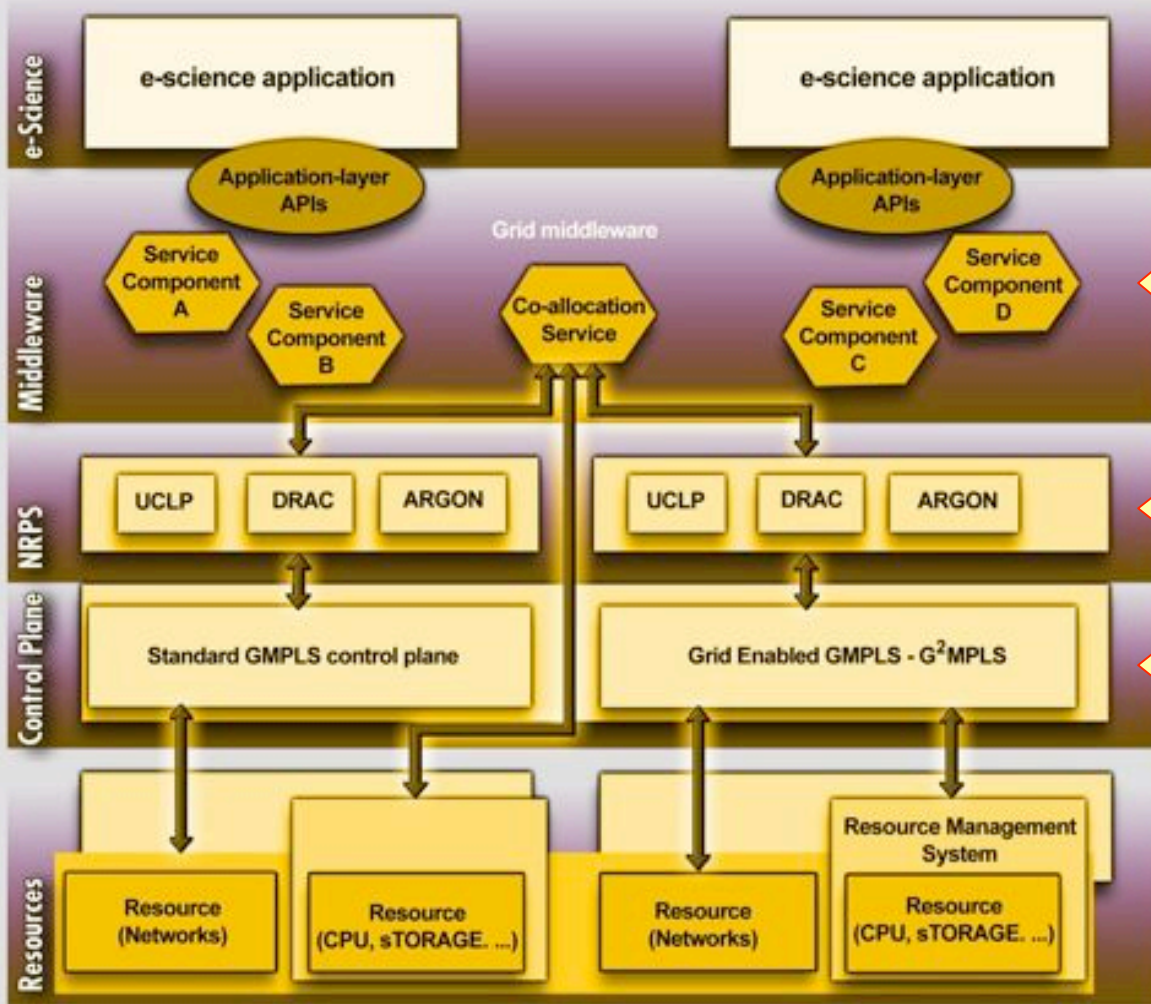 e-Science
e-science application
e-science application
Application-layer
APIs
Application-layer
APIs
Middleware
Grid middleware
Service
Component
A
Service
Component
B
Co-allocation
Service
Service
Component
C
Service
Component
D
NRPS
UCLP
DRAC
ARGON
UCLP
DRAC
ARGON
Control Plane
Standard GMPLS control plane
Grid Enabled GMPLS - G²MPLS
Resources
Resource
(Networks)
Resource
(CPU, sTORAGE. ...)
Resource
(Networks)
Resource Management
System
Resource
(CPU, sTORAGE. ...)